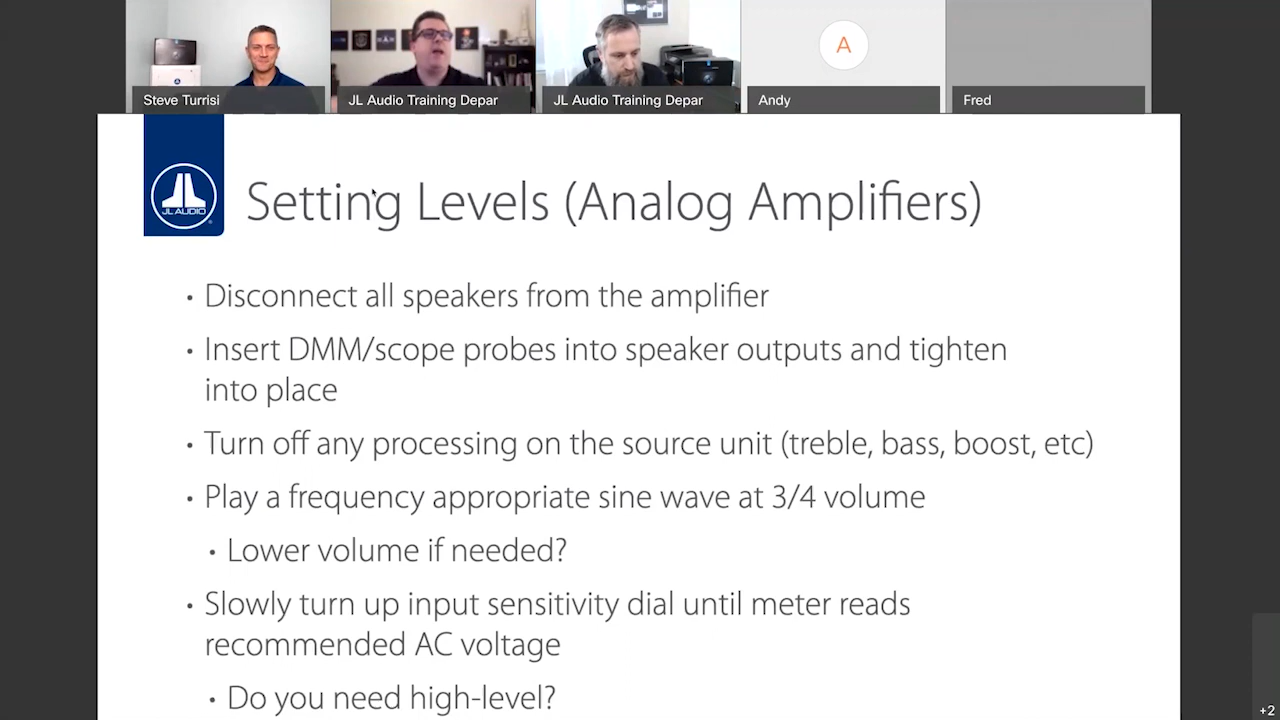 Steve Turrisi
JL Audio Training Depar
JL Audio Training Depar
A
Andy
Fred
JL AUDIO
Setting Levels (Analog Amplifiers)
• Disconnect all speakers from the amplifier
• Insert DMM/scope probes into speaker outputs and tighten
into place
• Turn off any processing on the source unit (treble, bass, boost, etc)
• Play a frequency appropriate sine wave at 3/4 volume
• Lower volume if needed?
• Slowly turn up input sensitivity dial until meter reads
recommended AC voltage
• Do you need high-level?
+2